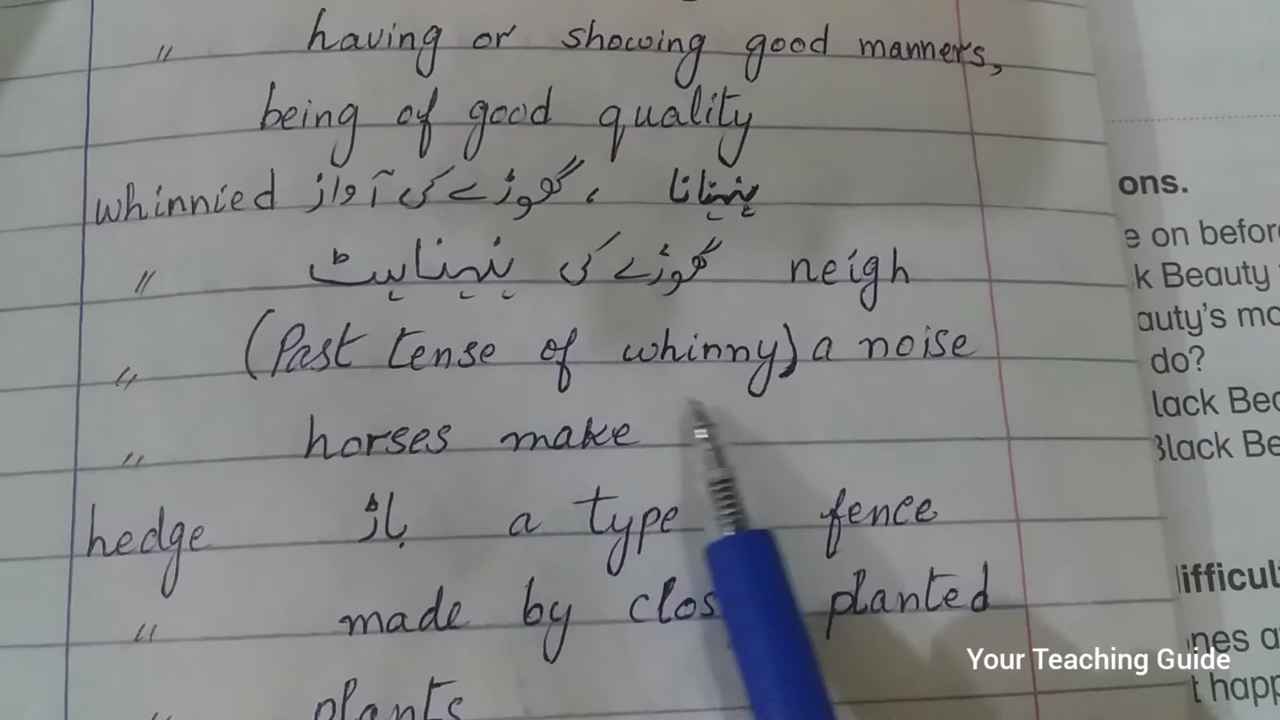 " having or showing good manners,
being of good quality
whinnied گھوڑے کی آواز ، ہنہنانا
" گھوڑے کی ہنہناہٹ neigh
" (Past tense of whinny) a noise
" horses make
hedge باڑ a type fence
" made by clos planted
" plants
ons.
e on before
k Beauty
auty's mo
do?
lack Bea
Black Be
ifficul
nes a
t happ
Your Teaching Guide